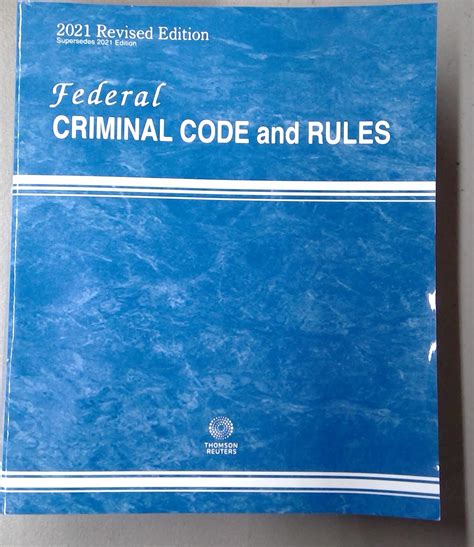 2021 Revised Edition
Supersedes 2021 Edition
Federal
CRIMINAL CODE and RULES
THOMSON
REUTERS